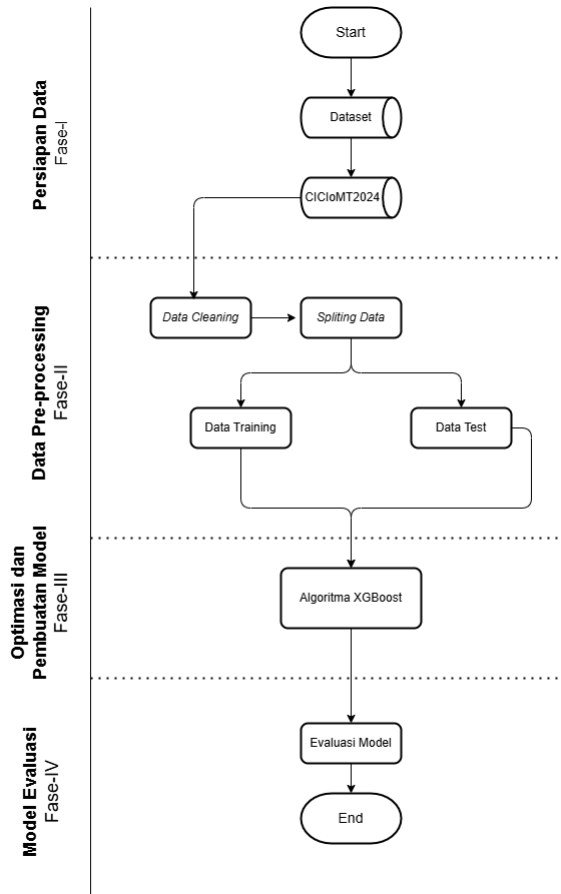 Start
Persiapan Data
Fase-I
Dataset
CICIoMT2024
Data Pre-processing
Fase-II
Data Cleaning
Spliting Data
Data Training
Data Test
Optimasi dan
Pembuatan Model
Fase-III
Algoritma XGBoost
Model Evaluasi
Fase-IV
Evaluasi Model
End